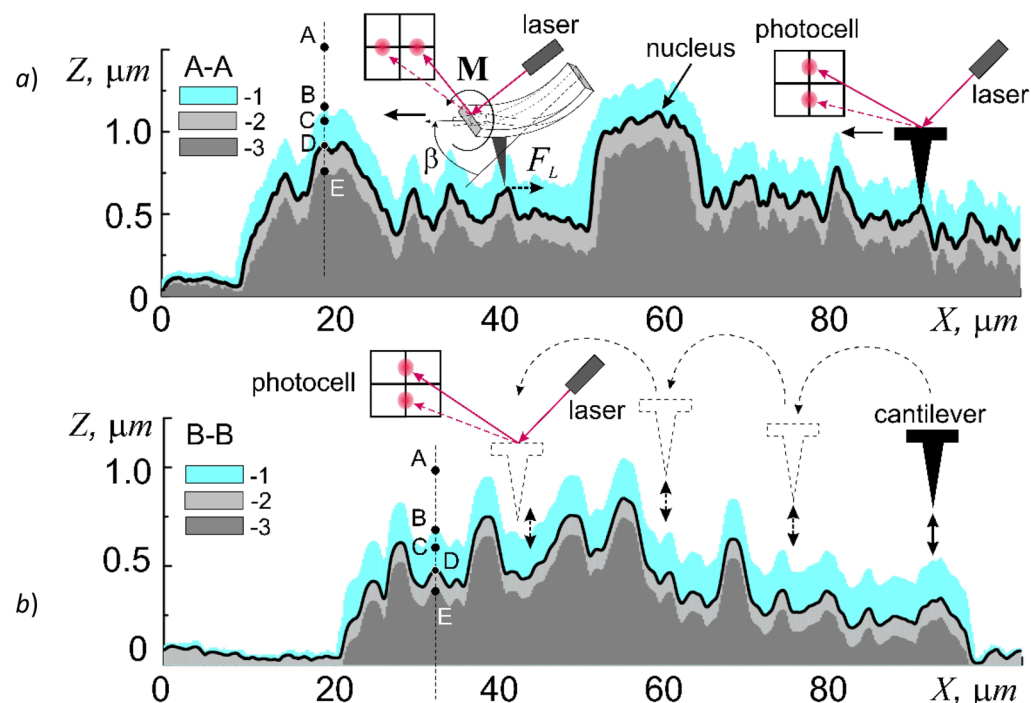 a)
Z, μm
A-A
-1
-2
-3
1.0
0.5
0
A
B
C
D
E
M
β
F_L
laser
nucleus
photocell
laser
0 20 40 60 80 X, μm
b)
Z, μm
B-B
-1
-2
-3
1.0
0.5
0
photocell
laser
cantilever
A
B
C
D
E
0 20 40 60 80 X, μm